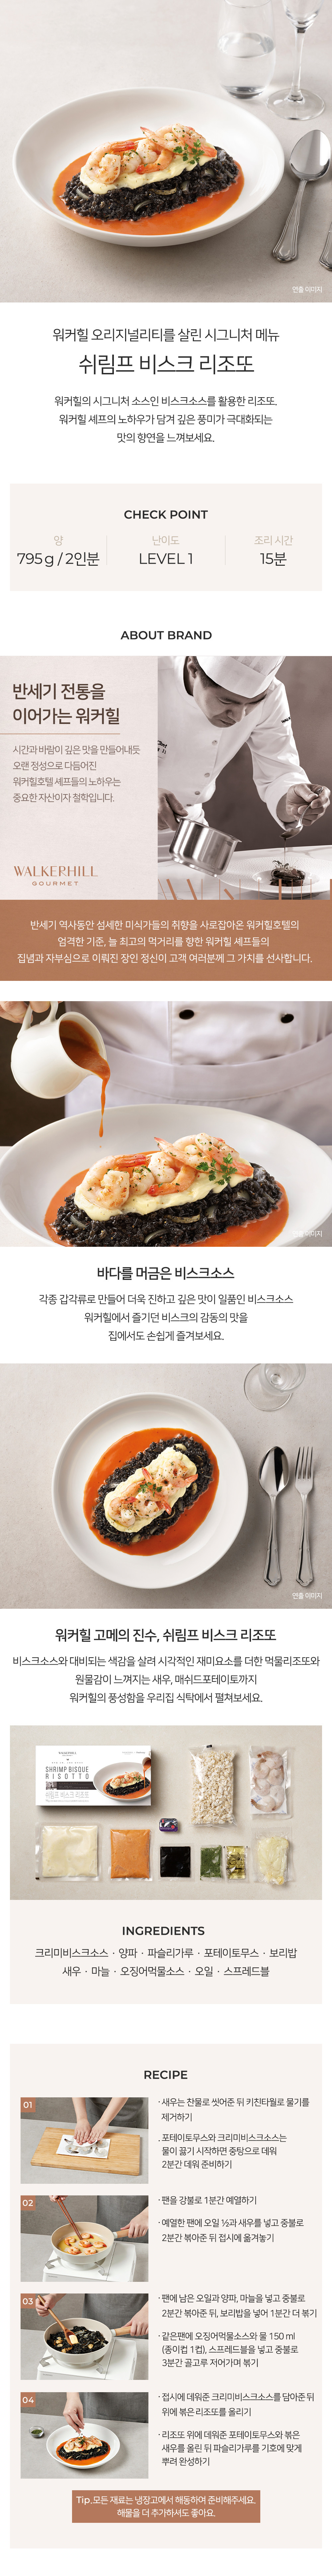 연출 이미지
워커힐 오리지널리티를 살린 시그니처 메뉴
쉬림프 비스크 리조또
워커힐의 시그니처 소스인 비스크소스를 활용한 리조또.
워커힐 셰프의 노하우가 담겨 깊은 풍미가 극대화되는
맛의 향연을 느껴보세요.
CHECK POINT
양
795 g / 2인분
난이도
LEVEL 1
조리 시간
15분
ABOUT BRAND
반세기 전통을
이어가는 워커힐
시간과 바람이 깊은 맛을 만들어내듯
오랜 정성으로 다듬어진
워커힐호텔 셰프들의 노하우는
중요한 자산이자 철학입니다.
WALKERHILL
GOURMET
반세기 역사동안 섬세한 미식가들의 취향을 사로잡아온 워커힐호텔의
엄격한 기준, 늘 최고의 먹거리를 향한 워커힐 셰프들의
집념과 자부심으로 이뤄진 장인 정신이 고객 여러분께 그 가치를 선사합니다.
연출 이미지
바다를 머금은 비스크소스
각종 갑각류로 만들어 더욱 진하고 깊은 맛이 일품인 비스크소스
워커힐에서 즐기던 비스크의 감동의 맛을
집에서도 손쉽게 즐겨보세요.
연출 이미지
워커힐 고메의 진수, 쉬림프 비스크 리조또
비스크소스와 대비되는 색감을 살려 시각적인 재미요소를 더한 먹물리조또와
원물감이 느껴지는 새우, 매쉬드포테이토까지
워커힐의 풍성함을 우리집 식탁에서 펼쳐보세요.
SHRIMP BISQUE
RISOTTO
쉬림프 비스크 리조또
INGREDIENTS
크리미비스크소스 · 양파 · 파슬리가루 · 포테이토무스 · 보리밥
새우 · 마늘 · 오징어먹물소스 · 오일 · 스프레드블
RECIPE
01
· 새우는 찬물로 씻어준 뒤 키친타월로 물기를
제거하기
. 포테이토무스와 크리미비스크소스는
물이 끓기 시작하면 중탕으로 데워
2분간 데워 준비하기
02
· 팬을 강불로 1분간 예열하기
· 예열한 팬에 오일 ½과 새우를 넣고 중불로
2분간 볶아준 뒤 접시에 옮겨놓기
03
· 팬에 남은 오일과 양파, 마늘을 넣고 중불로
2분간 볶아준 뒤, 보리밥을 넣어 1분간 더 볶기
· 같은팬에 오징어먹물소스와 물 150 ml
(종이컵 1컵), 스프레드블을 넣고 중불로
3분간 골고루 저어가며 볶기
04
· 접시에 데워준 크리미비스크소스를 담아준 뒤
위에 볶은 리조또를 올리기
· 리조또 위에 데워준 포테이토무스와 볶은
새우를 올린 뒤 파슬리가루를 기호에 맞게
뿌려 완성하기
Tip. 모든 재료는 냉장고에서 해동하여 준비해주세요.
해물을 더 추가하셔도 좋아요.